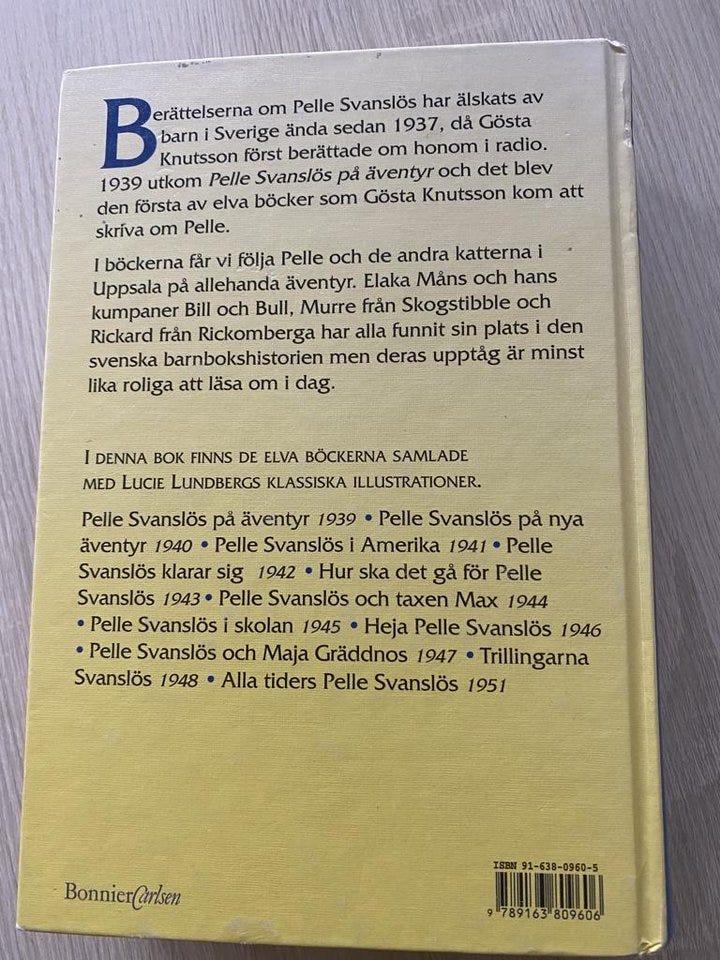 Berättelserna om Pelle Svanslös har älskats av
barn i Sverige ända sedan 1937, då Gösta
Knutsson först berättade om honom i radio.
1939 utkom Pelle Svanslös på äventyr och det blev
den första av elva böcker som Gösta Knutsson kom att
skriva om Pelle.
I böckerna får vi följa Pelle och de andra katterna i
Uppsala på allehanda äventyr. Elaka Måns och hans
kumpaner Bill och Bull, Murre från Skogstibble och
Rickard från Rickomberga har alla funnit sin plats i den
svenska barnbokshistorien men deras upptåg är minst
lika roliga att läsa om i dag.
I DENNA BOK FINNS DE ELVA BÖCKERNA SAMLADE
MED LUCIE LUNDBERGS KLASSISKA ILLUSTRATIONER.
Pelle Svanslös på äventyr 1939 • Pelle Svanslös på nya
äventyr 1940 • Pelle Svanslös i Amerika 1941 • Pelle
Svanslös klarar sig 1942 • Hur ska det gå för Pelle
Svanslös 1943 • Pelle Svanslös och taxen Max 1944
• Pelle Svanslös i skolan 1945 • Heja Pelle Svanslös 1946
• Pelle Svanslös och Maja Gräddnos 1947 • Trillingarna
Svanslös 1948 • Alla tiders Pelle Svanslös 1951
ISBN 91-638-0960-5
BonnierCarlsen
9 789163 809606